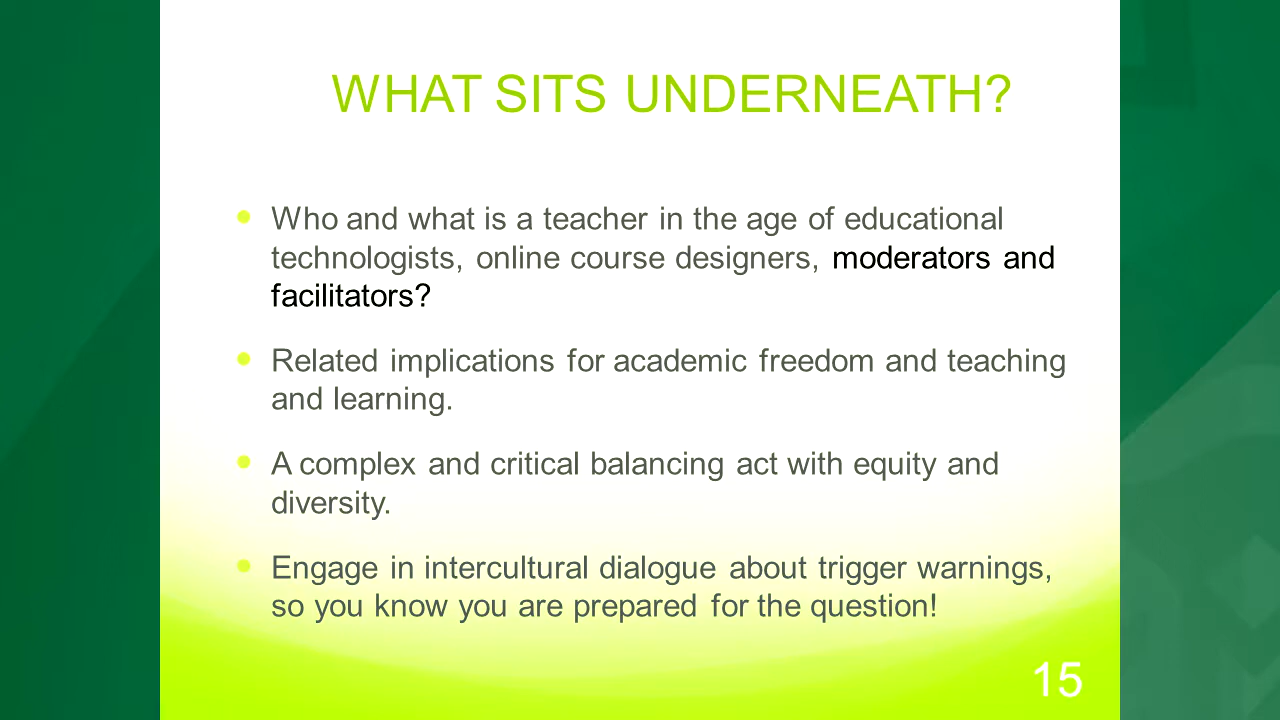 WHAT SITS UNDERNEATH?
Who and what is a teacher in the age of educational
technologists, online course designers, moderators and
facilitators?
Related implications for academic freedom and teaching
and learning.
A complex and critical balancing act with equity and
diversity.
Engage in intercultural dialogue about trigger warnings,
so you know you are prepared for the question!
15